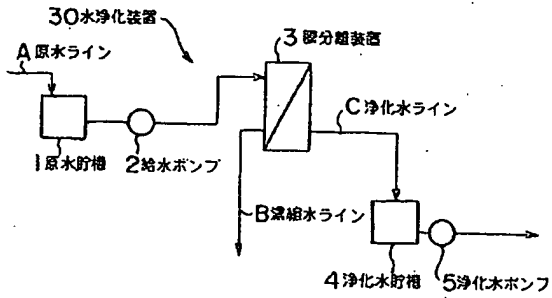 30水浄化装置
A原水ライン
3膜分離装置
C浄化水ライン
1原水貯槽
2給水ポンプ
B濃縮水ライン
4浄化水貯槽
5浄化水ポンプ